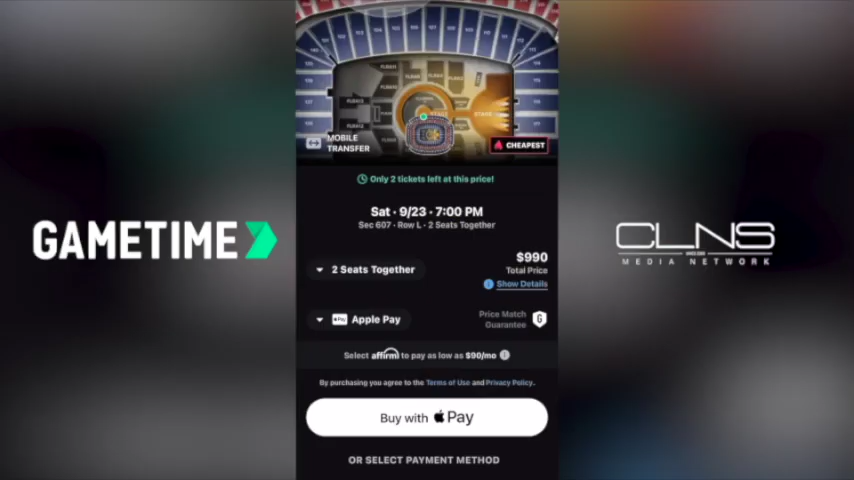 MOBILE
TRANSFER
CHEAPEST
Only 2 tickets left at this price!
Sat · 9/23 · 7:00 PM
Sec 607 · Row L · 2 Seats Together
2 Seats Together
$990
Total Price
Show Details
Pay Apple Pay
Price Match
Guarantee
G
Select affirm to pay as low as $90/mo
By purchasing you agree to the Terms of Use and Privacy Policy.
Buy with Pay
OR SELECT PAYMENT METHOD
GAMETIME
CLNS
MEDIA NETWORK